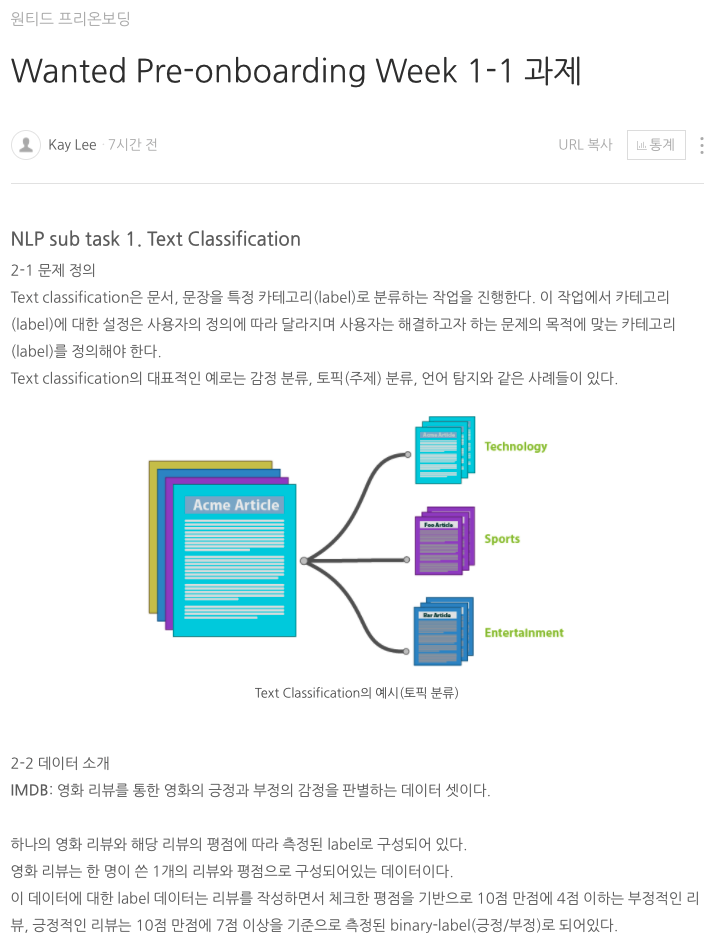 원티드 프리온보딩
Wanted Pre-onboarding Week 1-1 과제
Kay Lee · 7시간 전
URL 복사
통계
NLP sub task 1. Text Classification
2-1 문제 정의
Text classification은 문서, 문장을 특정 카테고리(label)로 분류하는 작업을 진행한다. 이 작업에서 카테고리
(label)에 대한 설정은 사용자의 정의에 따라 달라지며 사용자는 해결하고자 하는 문제의 목적에 맞는 카테고리
(label)를 정의해야 한다.
Text classification의 대표적인 예로는 감정 분류, 토픽(주제) 분류, 언어 탐지와 같은 사례들이 있다.
Acme Article
Acme Article
Technology
Foo Article
Sports
Bar Article
Entertainment
Text Classification의 예시(토픽 분류)
2-2 데이터 소개
IMDB: 영화 리뷰를 통한 영화의 긍정과 부정의 감정을 판별하는 데이터 셋이다.
하나의 영화 리뷰와 해당 리뷰의 평점에 따라 측정된 label로 구성되어 있다.
영화 리뷰는 한 명이 쓴 1개의 리뷰와 평점으로 구성되어있는 데이터이다.
이 데이터에 대한 label 데이터는 리뷰를 작성하면서 체크한 평점을 기반으로 10점 만점에 4점 이하는 부정적인 리
뷰, 긍정적인 리뷰는 10점 만점에 7점 이상을 기준으로 측정된 binary-label(긍정/부정)로 되어있다.